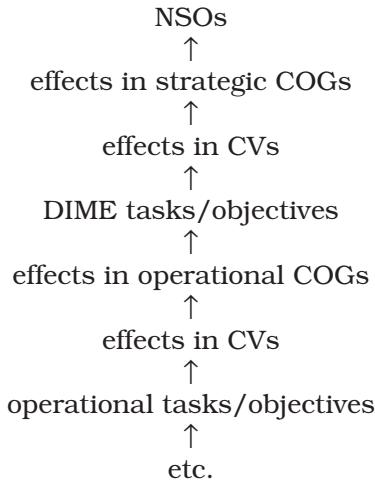 NSOs
↑
effects in strategic COGs
↑
effects in CVs
↑
DIME tasks/objectives
↑
effects in operational COGs
↑
effects in CVs
↑
operational tasks/objectives
↑
etc.